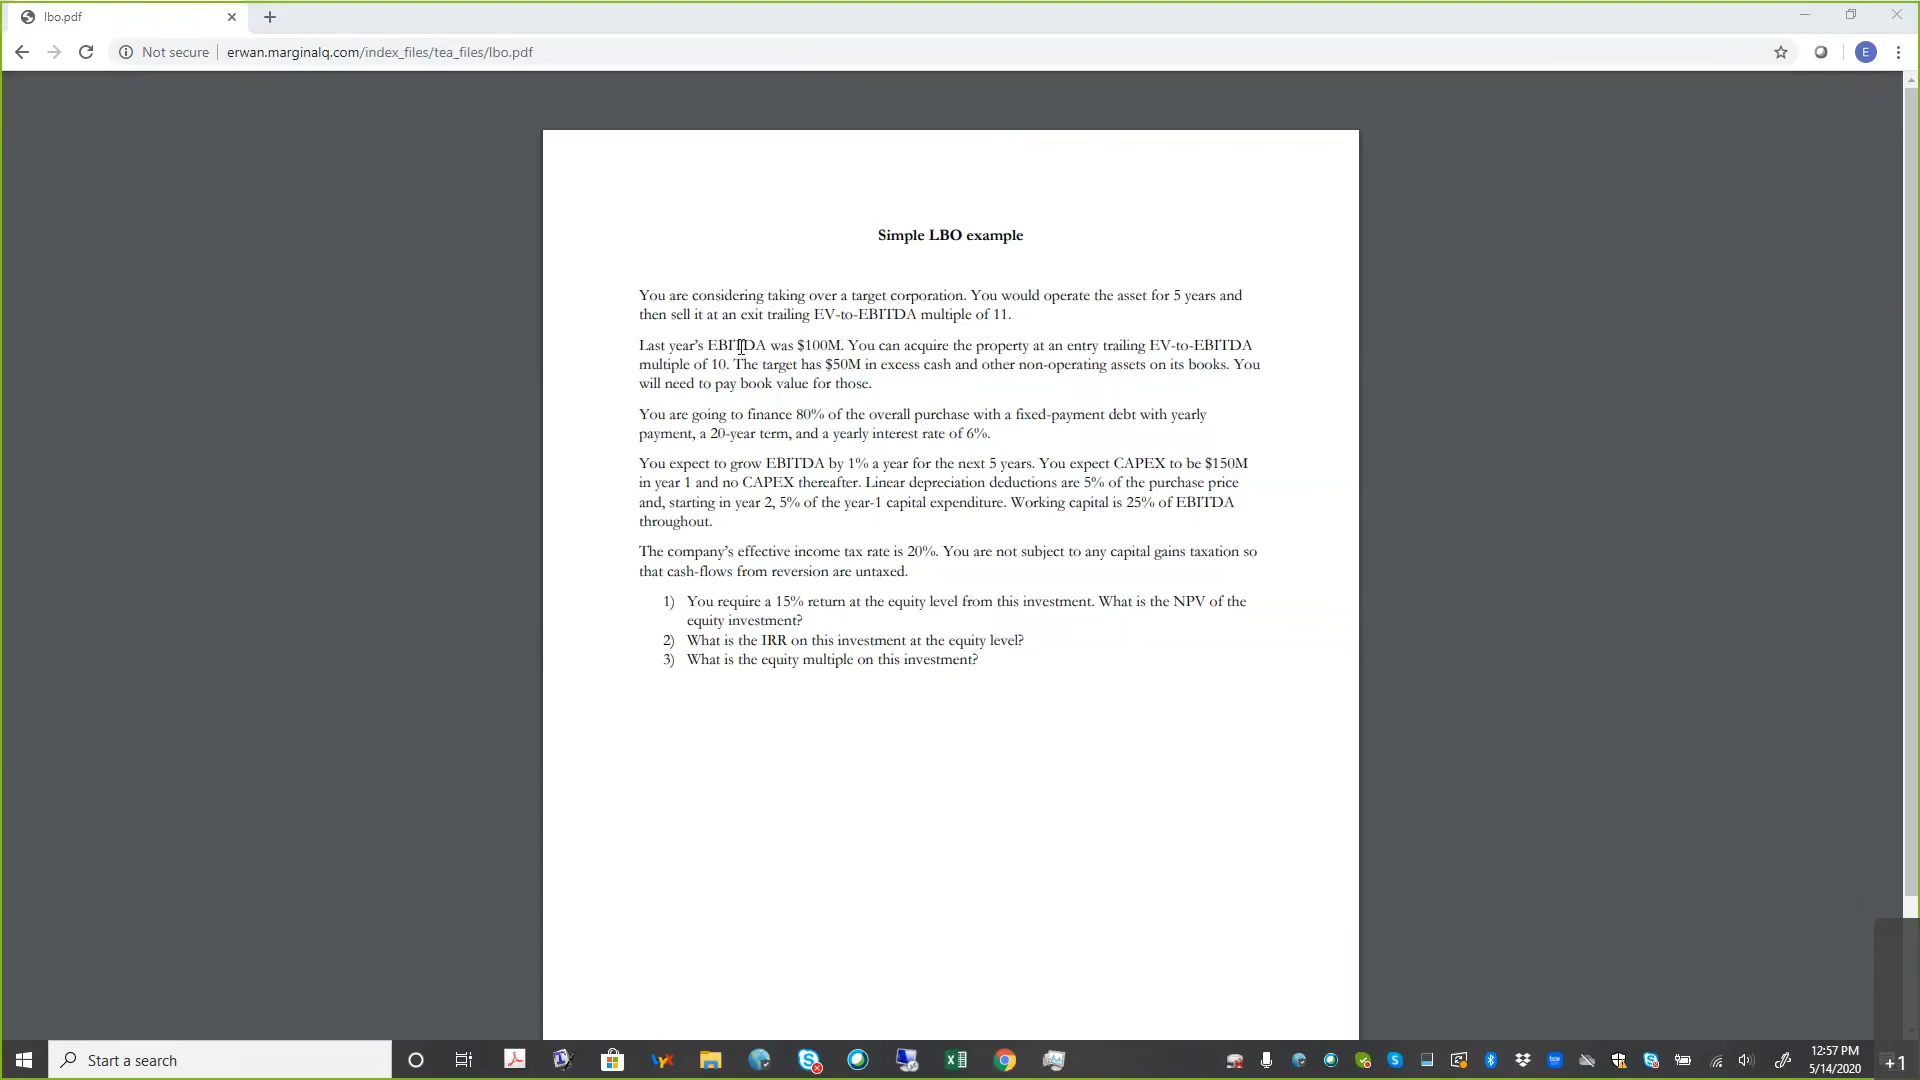 lbo.pdf
Not secure
erwan.marginalq.com/index_files/tea_files/lbo.pdf
E
Simple LBO example
You are considering taking over a target corporation. You would operate the asset for 5 years and
then sell it at an exit trailing EV-to-EBITDA multiple of 11.
Last year's EBITDA was $100M. You can acquire the property at an entry trailing EV-to-EBITDA
multiple of 10. The target has $50M in excess cash and other non-operating assets on its books. You
will need to pay book value for those.
You are going to finance 80% of the overall purchase with a fixed-payment debt with yearly
payment, a 20-year term, and a yearly interest rate of 6%.
You expect to grow EBITDA by 1% a year for the next 5 years. You expect CAPEX to be $150M
in year 1 and no CAPEX thereafter. Linear depreciation deductions are 5% of the purchase price
and, starting in year 2, 5% of the year-1 capital expenditure. Working capital is 25% of EBITDA
throughout.
The company's effective income tax rate is 20%. You are not subject to any capital gains taxation so
that cash-flows from reversion are untaxed.
1) You require a 15% return at the equity level from this investment. What is the NPV of the
equity investment?
2) What is the IRR on this investment at the equity level?
3) What is the equity multiple on this investment?
Start a search
12:57 PM
5/14/2020
+1